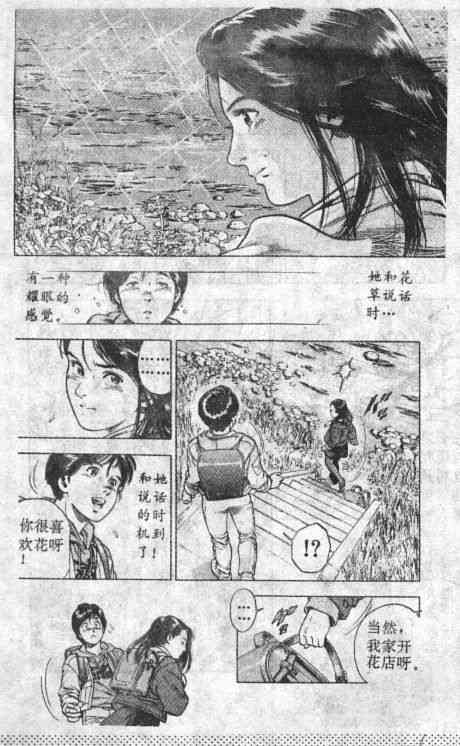 她和花
草说话
时…
有一种
耀眼的
感觉。
!?
……
和她
说话
的时
机到
了!
你很喜
欢花呀
!
当然,
我家开
花店呀。
……